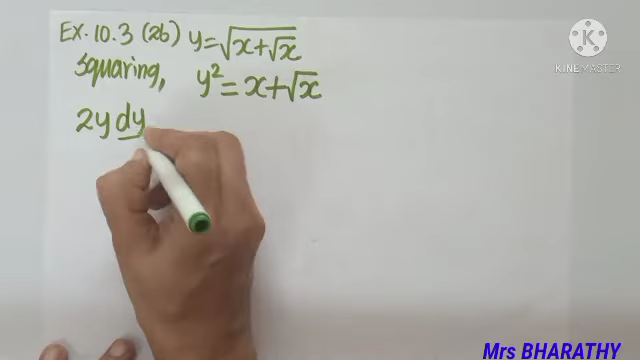 Ex. 10.3 (26) y = √(x+√x)
Squaring, y² = x+√x
2y dy
K
KINEMASTER
Mrs BHARATHY